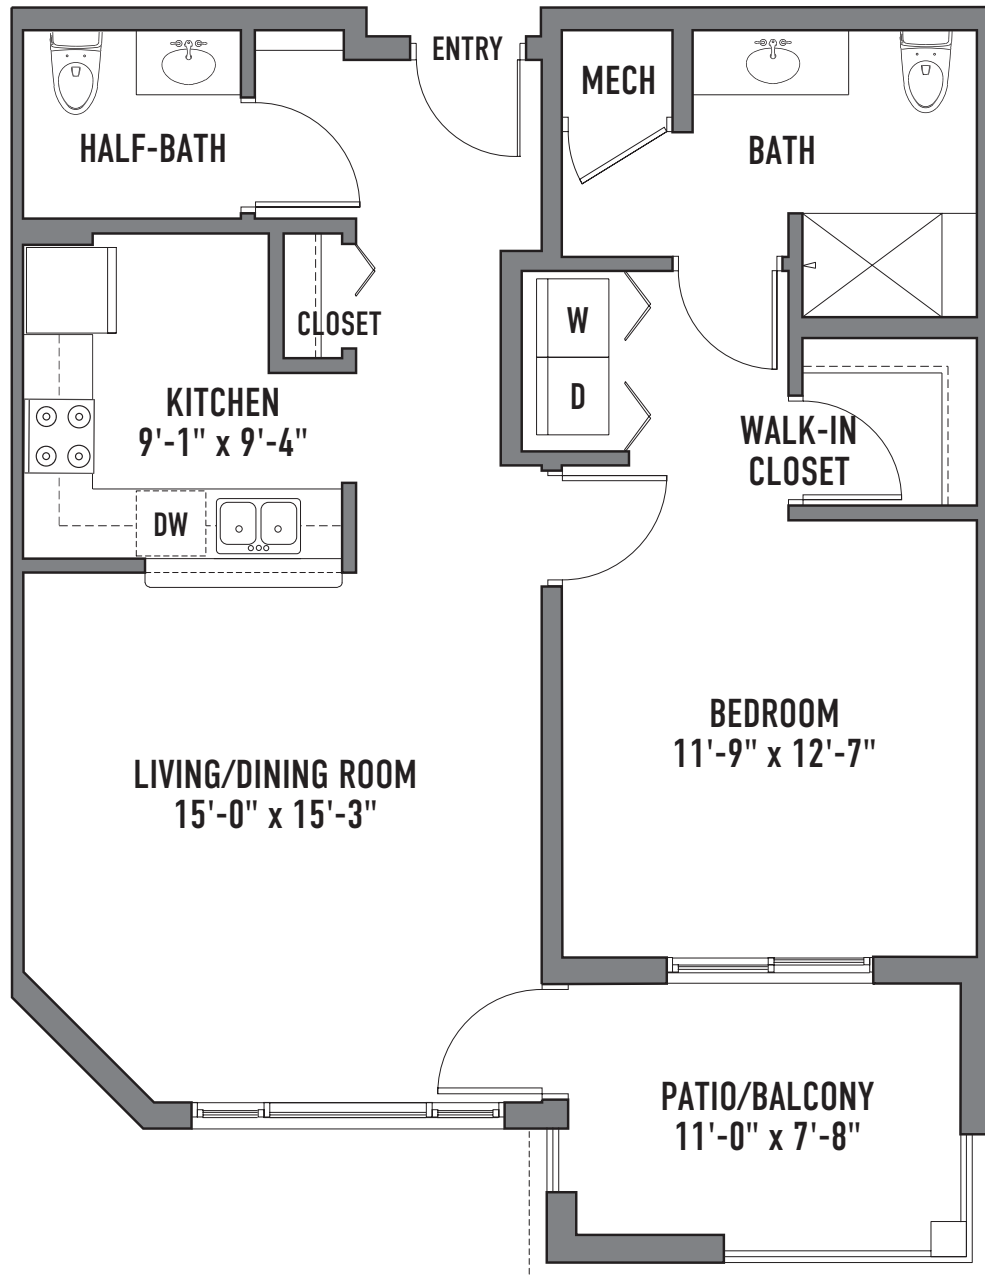 ENTRY
MECH
HALF-BATH
BATH
W
CLOSET
D
KITCHEN
9'-1" x 9'-4"
WALK-IN
CLOSET
DW
BEDROOM
11'-9" x 12'-7"
LIVING/DINING ROOM
15'-0" x 15'-3"
PATIO/BALCONY
11'-0" x 7'-8"